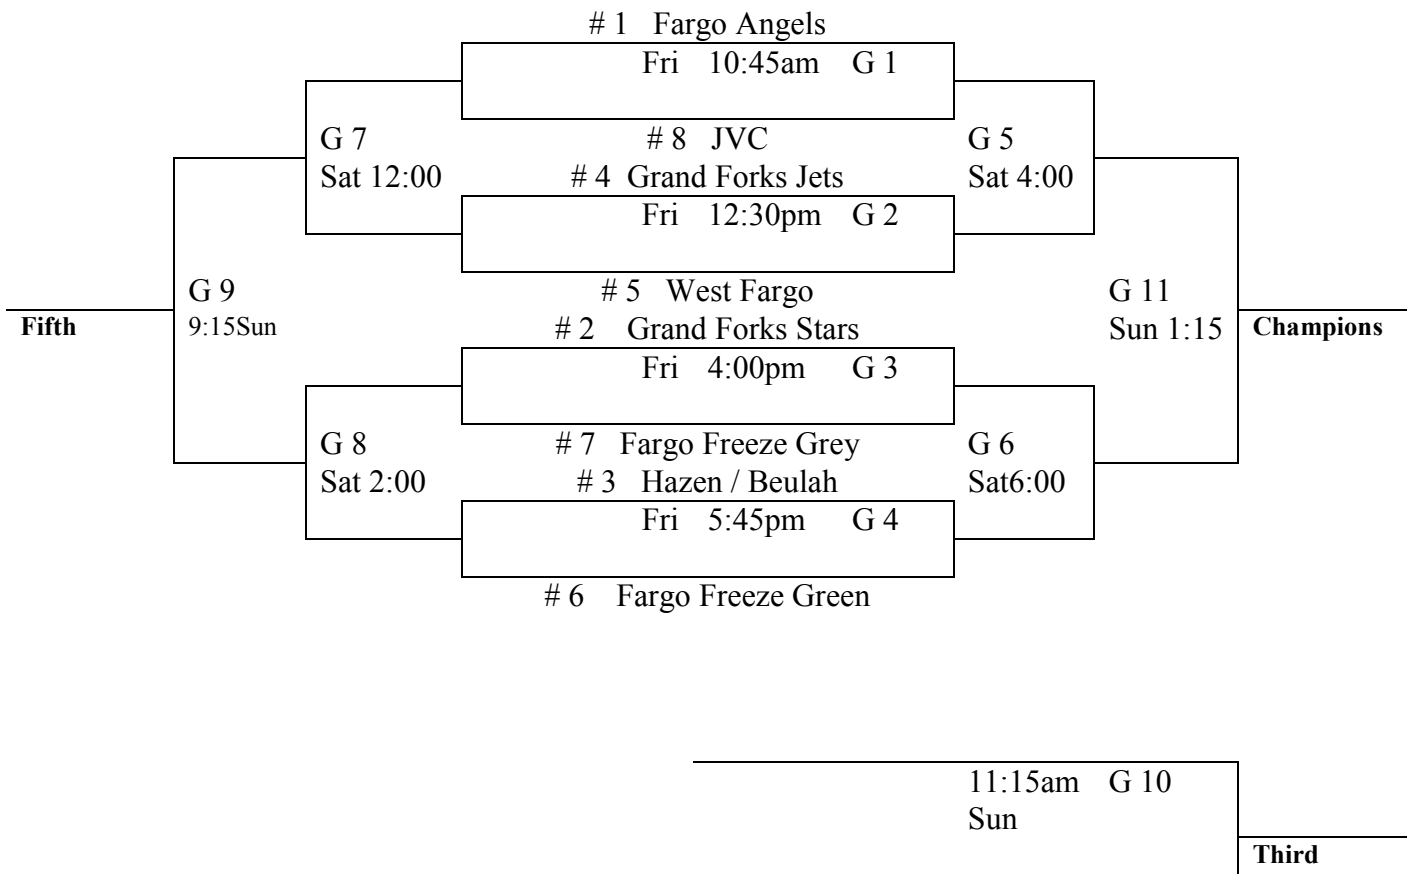 # 1 Fargo Angels
Fri 10:45am G 1
G 7 # 8 JVC G 5
Sat 12:00 # 4 Grand Forks Jets Sat 4:00
Fri 12:30pm G 2
G 9 # 5 West Fargo G 11
Fifth 9:15Sun # 2 Grand Forks Stars Sun 1:15 Champions
Fri 4:00pm G 3
G 8 # 7 Fargo Freeze Grey G 6
Sat 2:00 # 3 Hazen / Beulah Sat6:00
Fri 5:45pm G 4
# 6 Fargo Freeze Green
11:15am G 10
Sun
Third